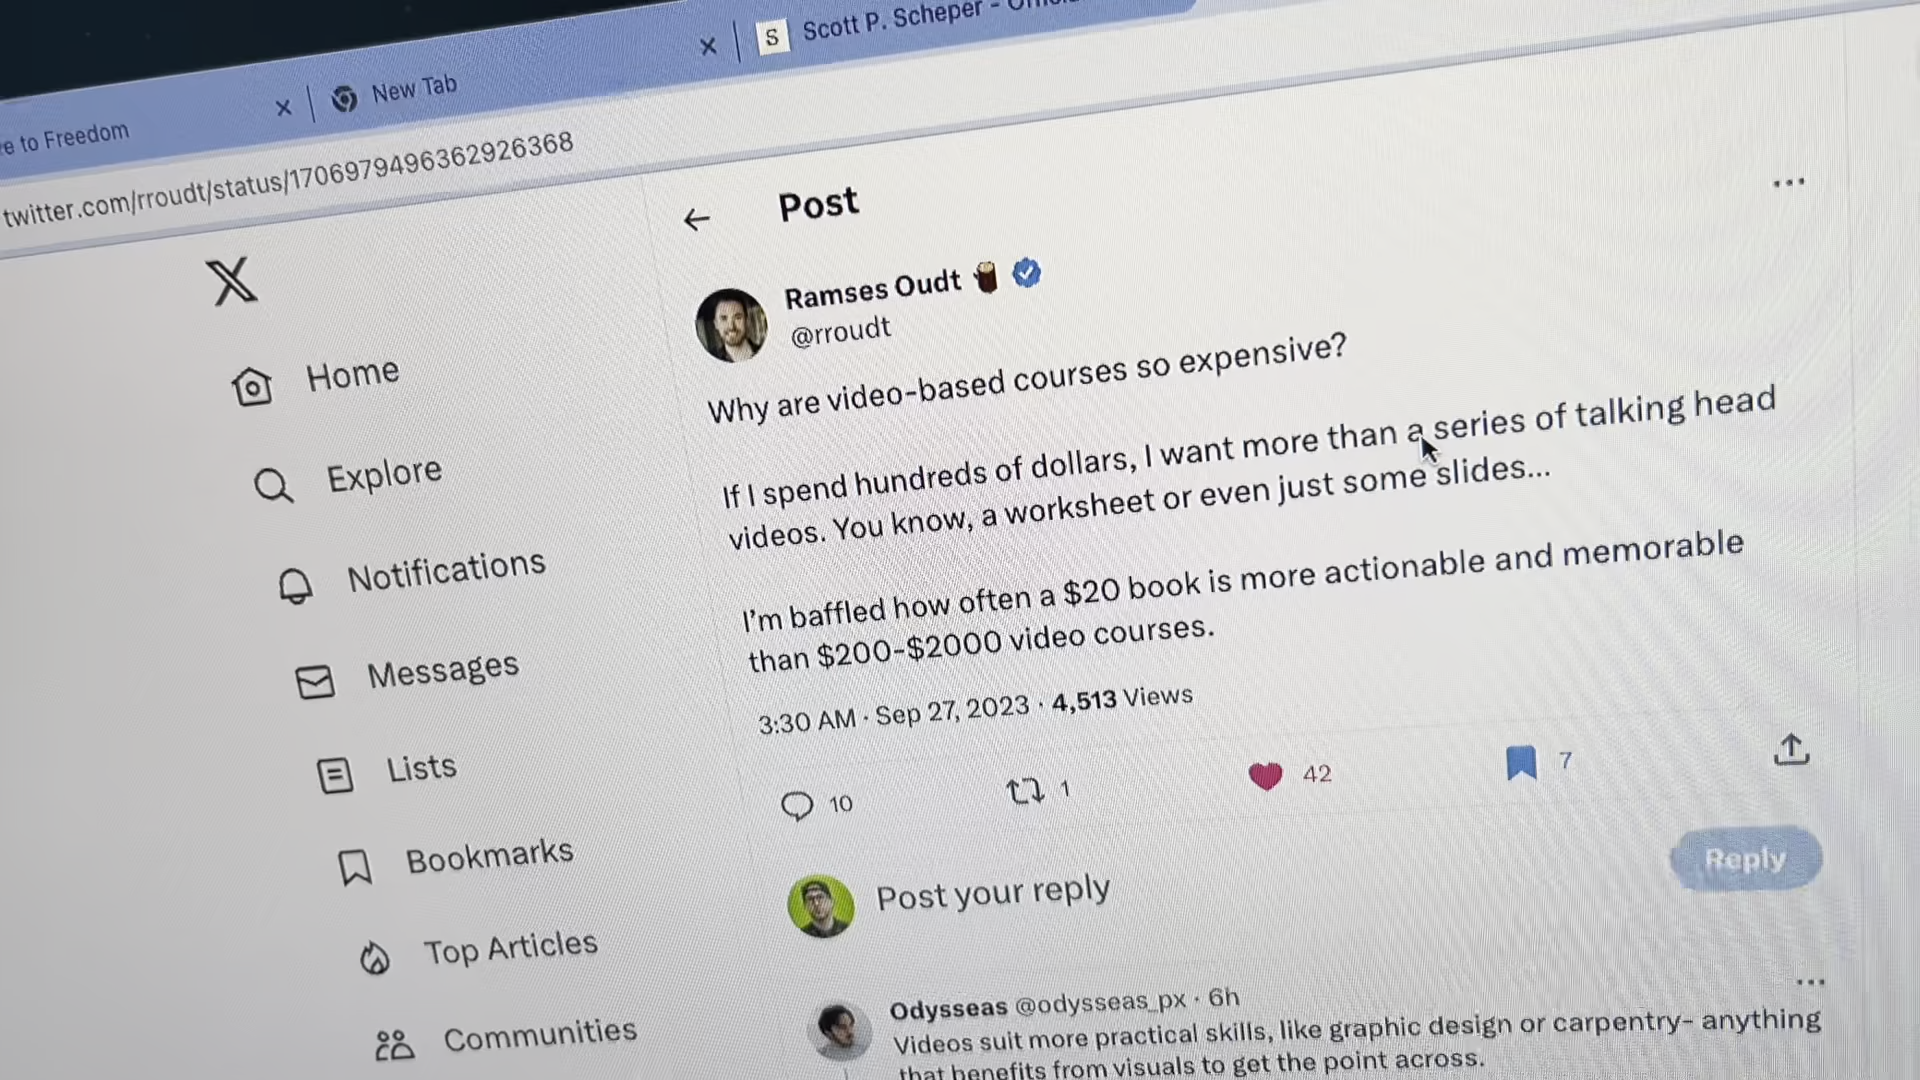 e to Freedom
New Tab
S Scott P. Scheper -
twitter.com/rroudt/status/1706979496362926368
X
Home
Explore
Notifications
Messages
Lists
Bookmarks
Top Articles
Communities
Post
Ramses Oudt
@rroudt
Why are video-based courses so expensive?
If I spend hundreds of dollars, I want more than a series of talking head
videos. You know, a worksheet or even just some slides...
I'm baffled how often a $20 book is more actionable and memorable
than $200-$2000 video courses.
3:30 AM · Sep 27, 2023 · 4,513 Views
10 1 42 7
Post your reply
Reply
Odysseas @odysseas_px · 6h
Videos suit more practical skills, like graphic design or carpentry- anything
that benefits from visuals to get the point across.